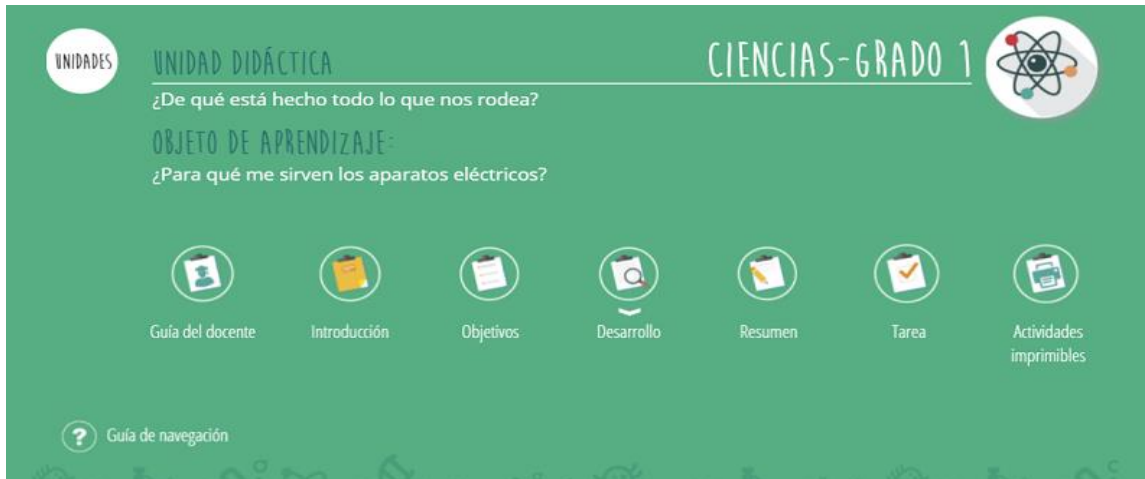 UNIDADES
UNIDAD DIDÁCTICA
CIENCIAS-GRADO 1
¿De qué está hecho todo lo que nos rodea?
OBJETO DE APRENDIZAJE:
¿Para qué me sirven los aparatos eléctricos?
Guía del docente
Introducción
Objetivos
Desarrollo
Resumen
Tarea
Actividades
imprimibles
? Guía de navegación